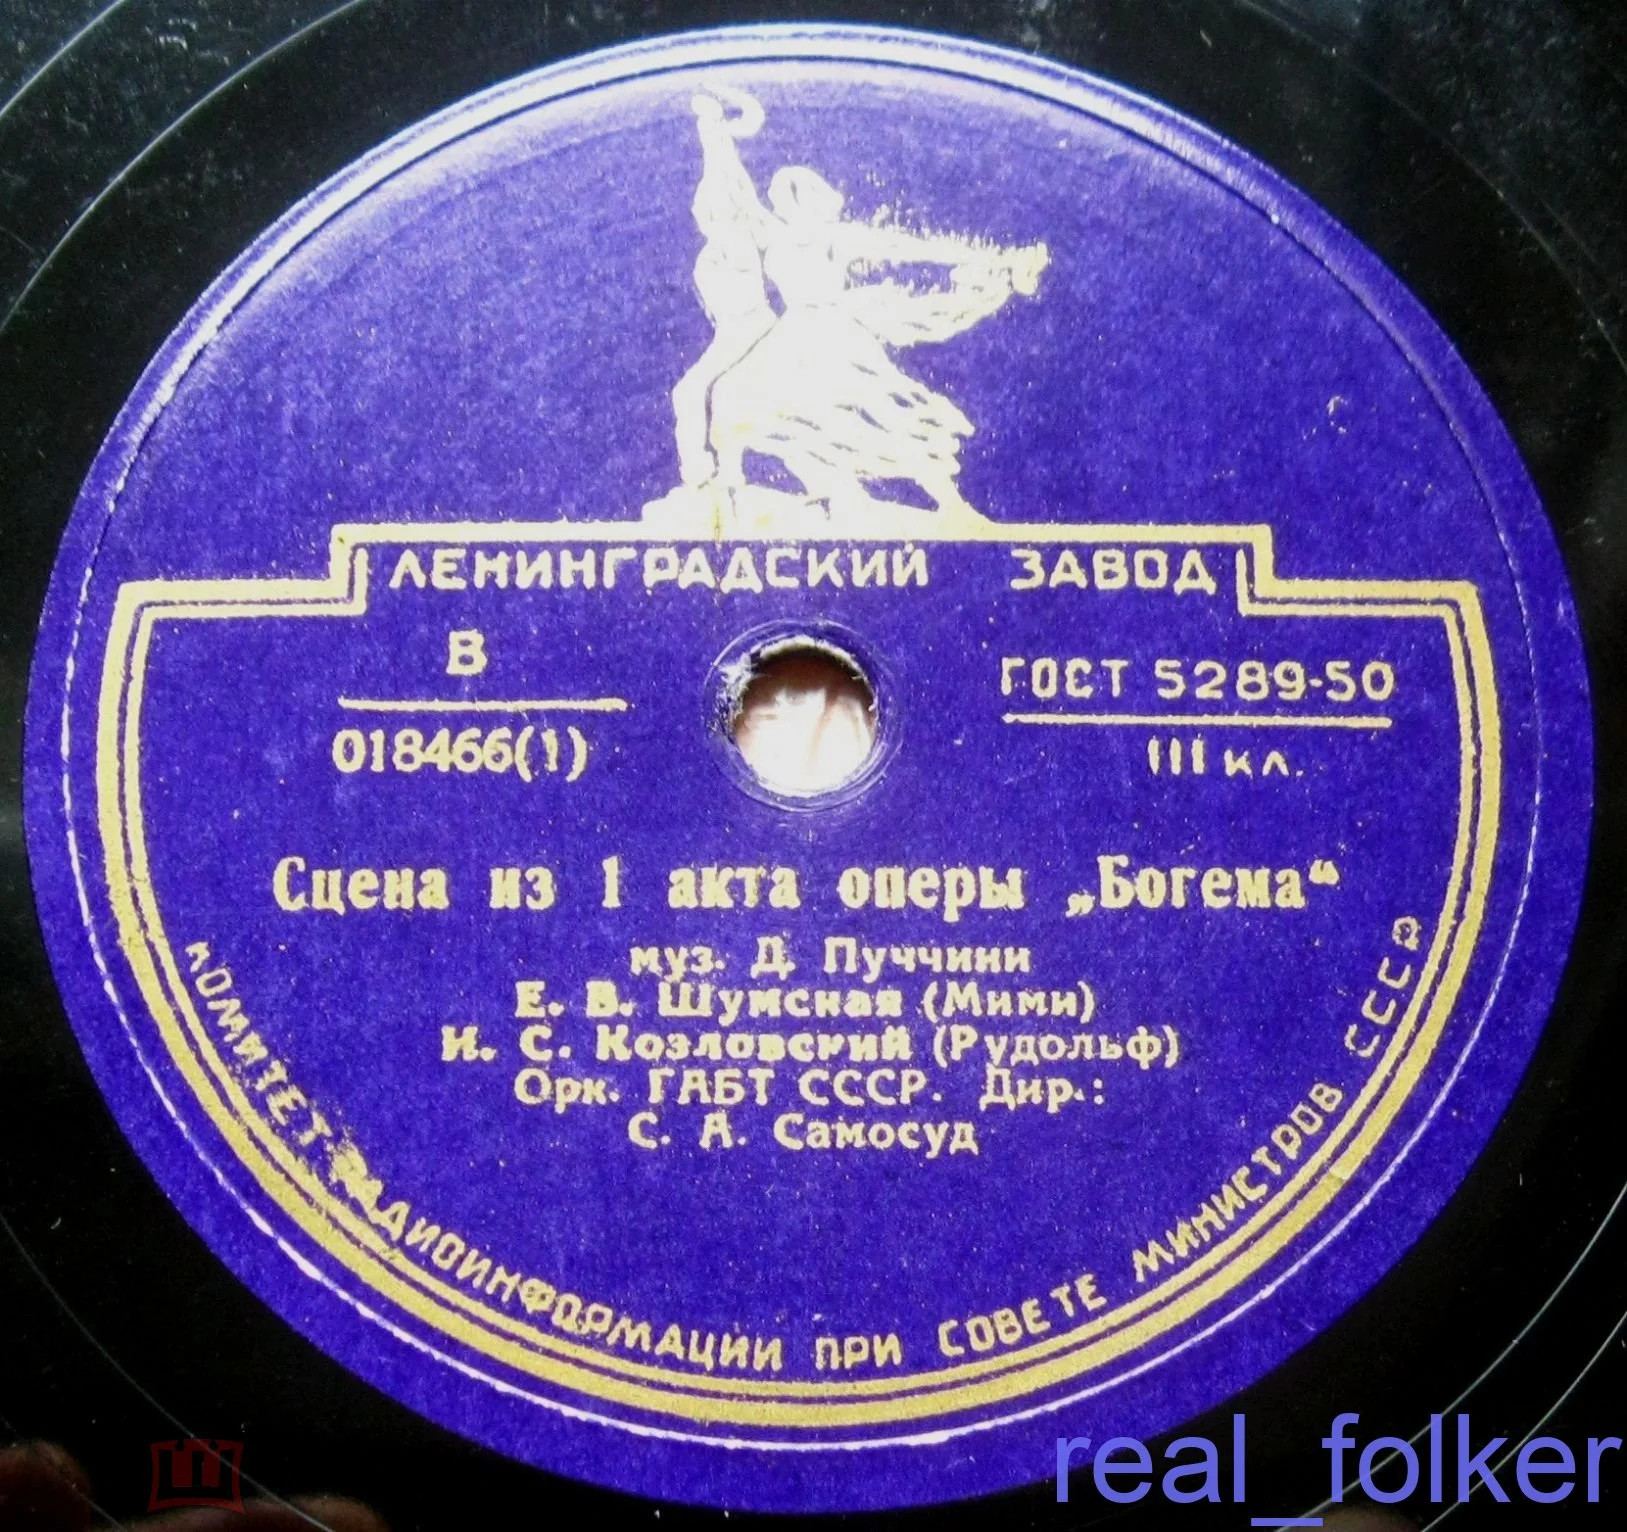 ЛЕНИНГРАДСКИЙ ЗАВОД
В
018466(1)
ГОСТ 5289-50
III кл.
Сцена из 1 акта оперы „Богема“
муз. Д. Пуччини
Е. В. Шумская (Мими)
И. С. Козловский (Рудольф)
Орк. ГАБТ СССР. Дир.:
С. А. Самосуд
КОМИТЕТ РАДИОИНФОРМАЦИИ ПРИ СОВЕТЕ МИНИСТРОВ СССР
real_folker